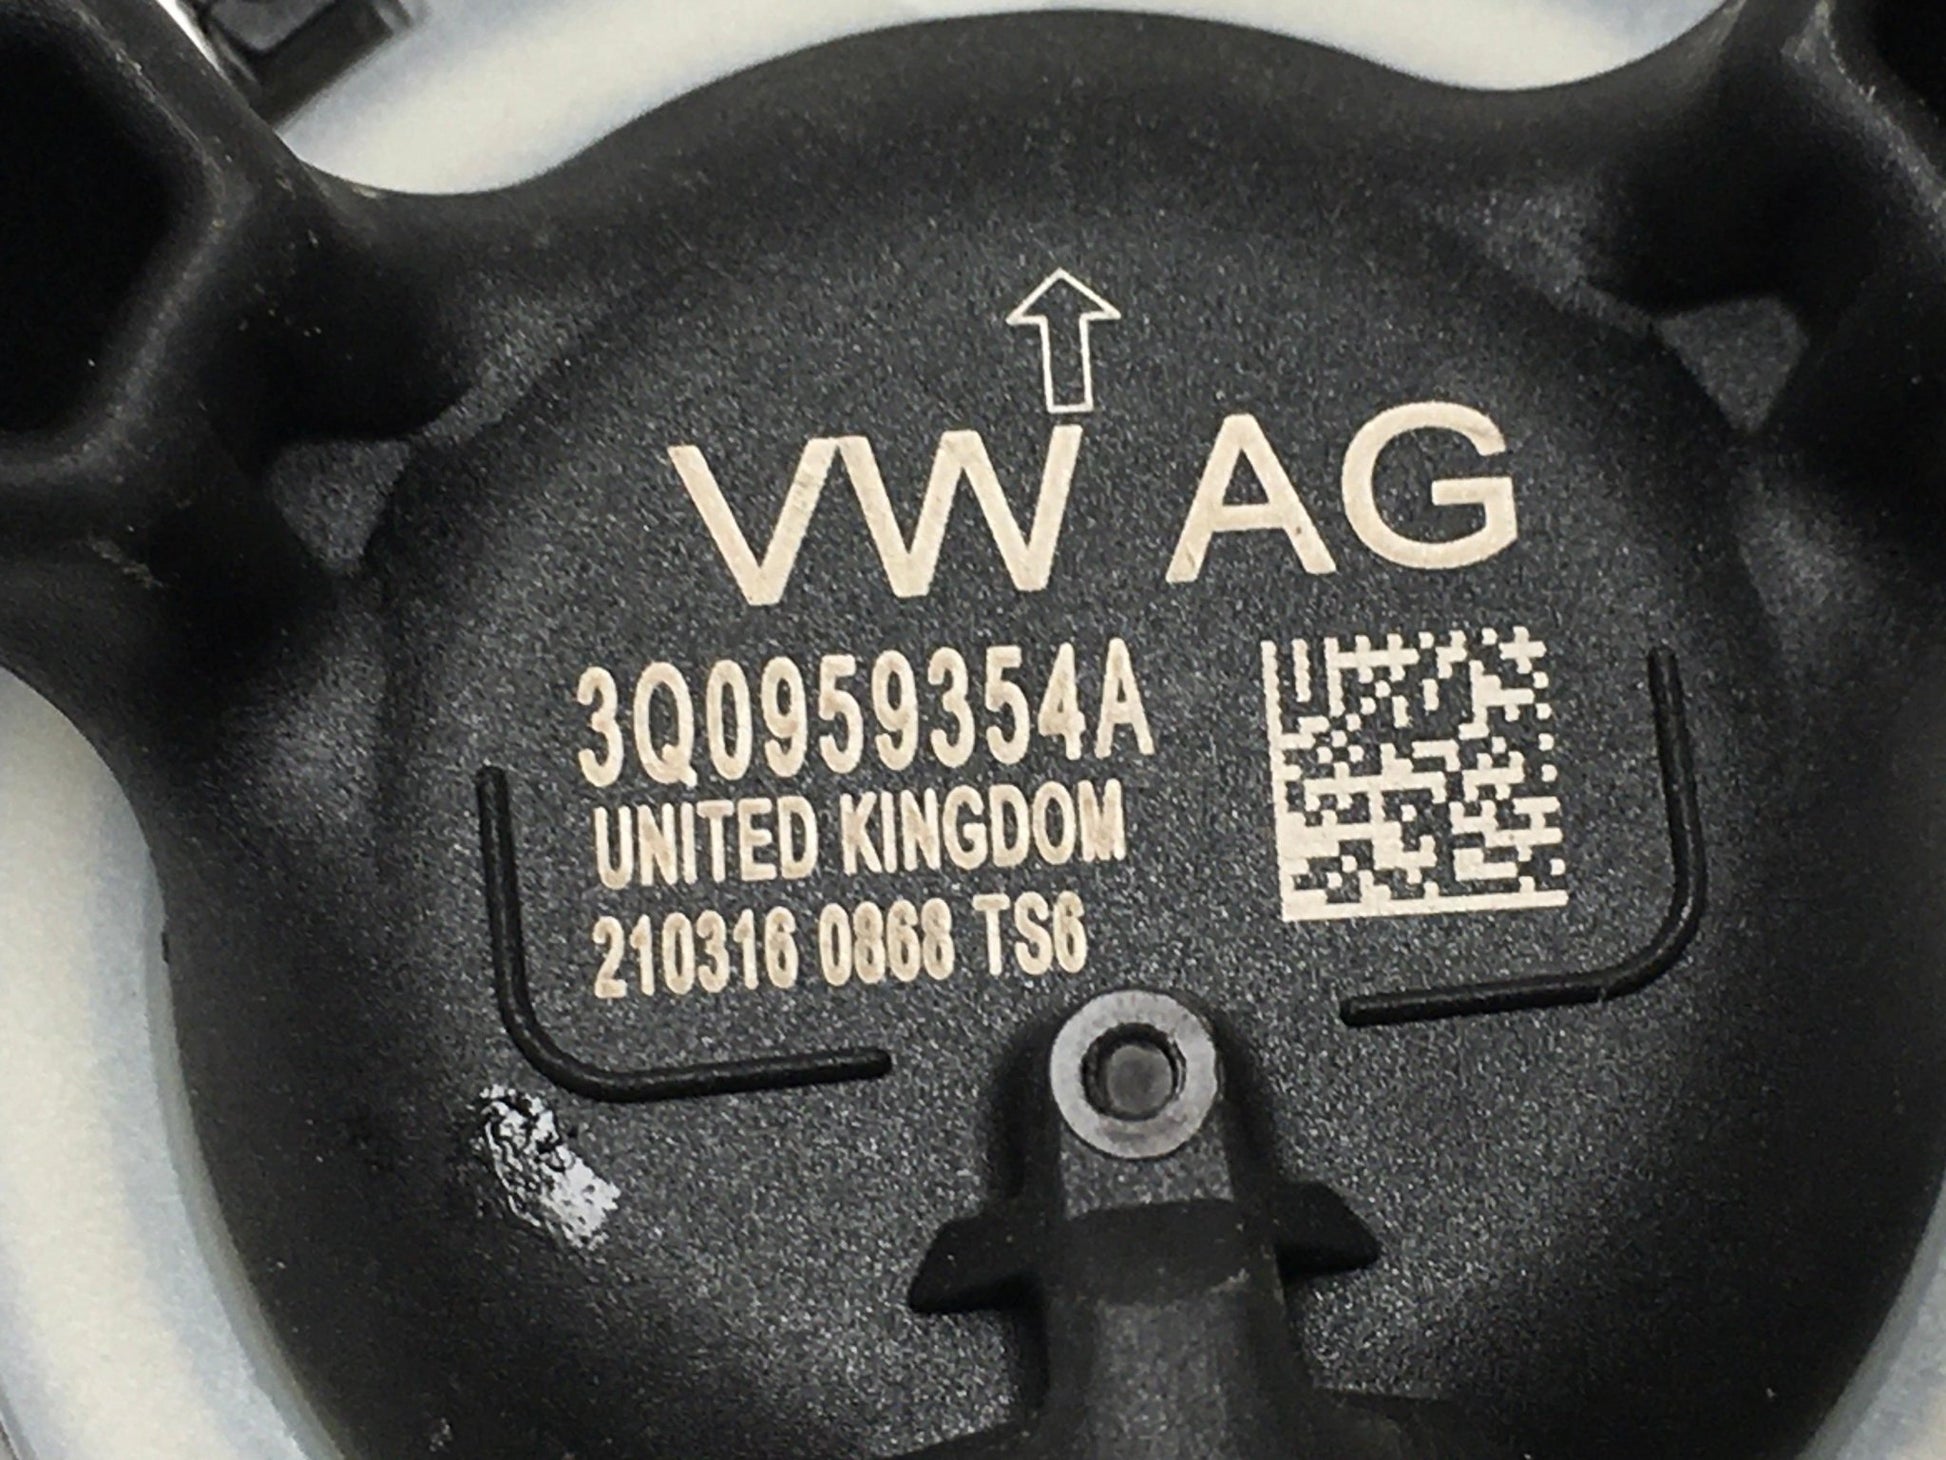 VW AG
3Q0959354A
UNITED KINGDOM
210316 0868 TS6